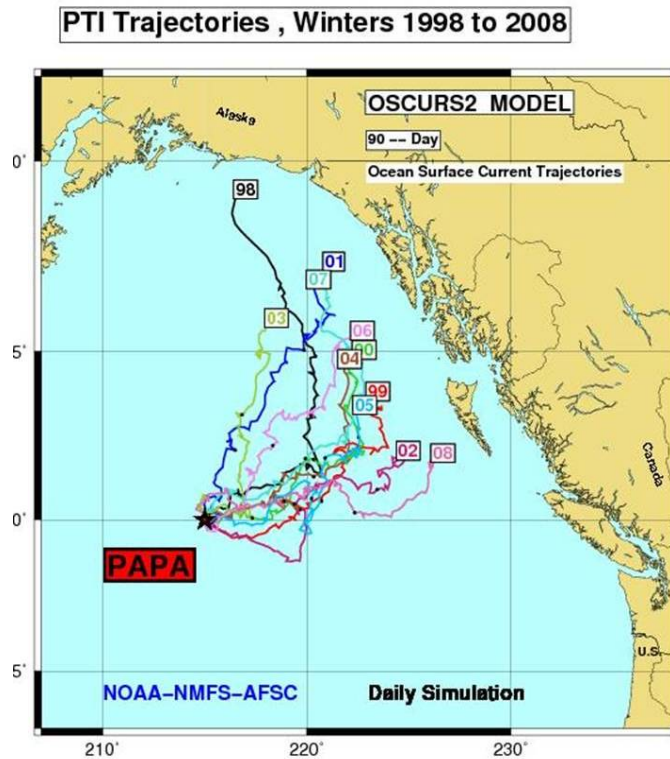 PTI Trajectories , Winters 1998 to 2008
Alaska
OSCURS2 MODEL
90 -- Day
Ocean Surface Current Trajectories
0'
98
01
07
03
06
00
5'
04
99
05
02
08
Canada
0'
PAPA
U.S.
5'
NOAA-NMFS-AFSC
Daily Simulation
210°
220°
230°